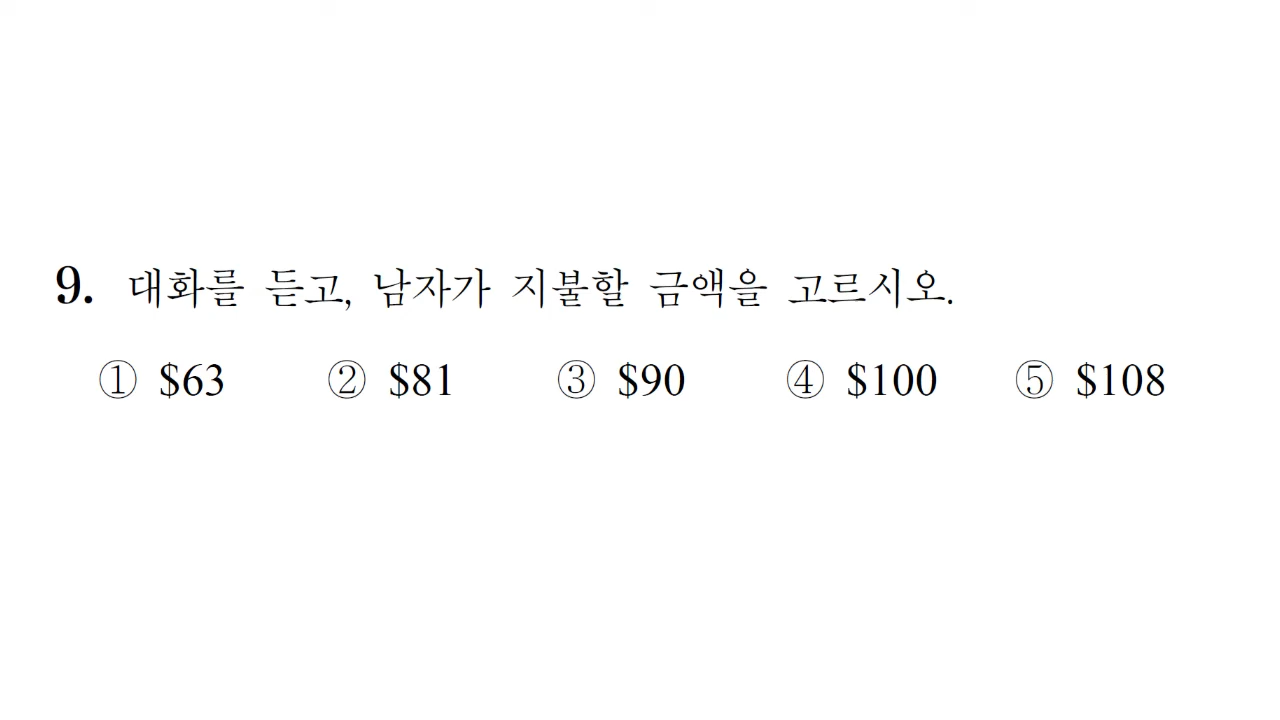 9. 대화를 듣고, 남자가 지불할 금액을 고르시오.
① $63 ② $81 ③ $90 ④ $100 ⑤ $108